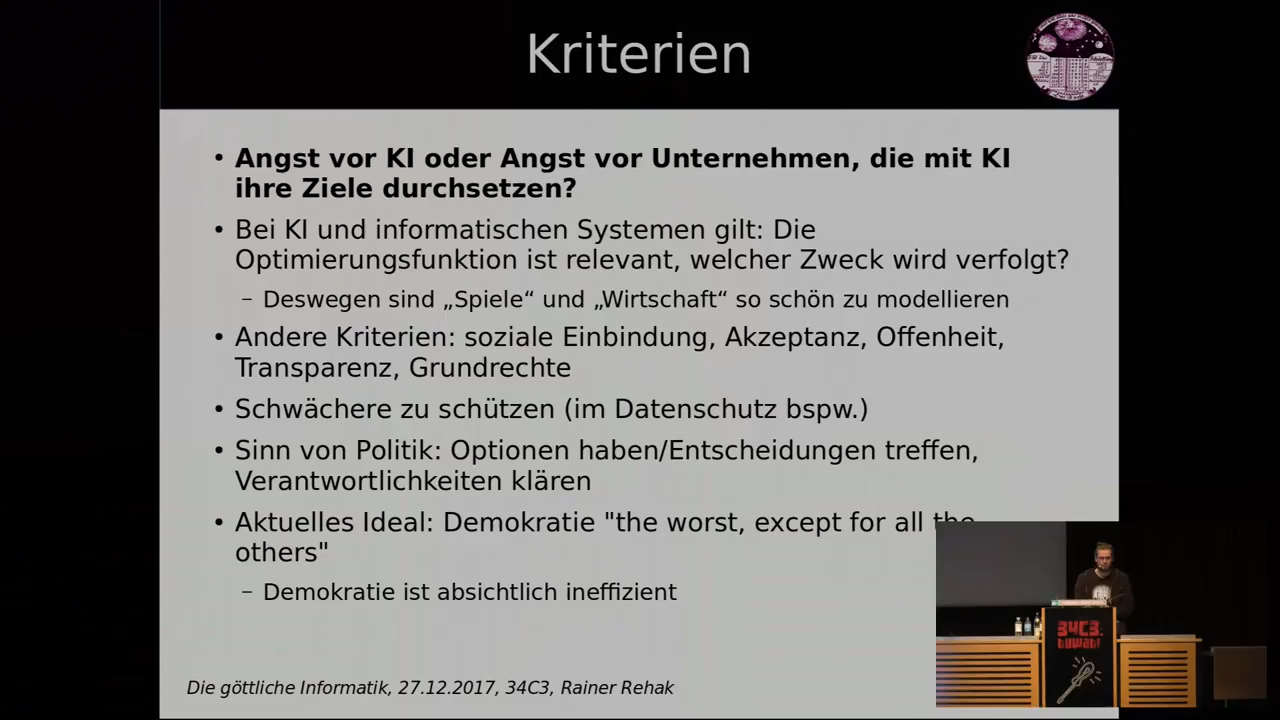 Kriterien
• Angst vor KI oder Angst vor Unternehmen, die mit KI
ihre Ziele durchsetzen?
• Bei KI und informatischen Systemen gilt: Die
Optimierungsfunktion ist relevant, welcher Zweck wird verfolgt?
– Deswegen sind „Spiele“ und „Wirtschaft“ so schön zu modellieren
• Andere Kriterien: soziale Einbindung, Akzeptanz, Offenheit,
Transparenz, Grundrechte
• Schwächere zu schützen (im Datenschutz bspw.)
• Sinn von Politik: Optionen haben/Entscheidungen treffen,
Verantwortlichkeiten klären
• Aktuelles Ideal: Demokratie "the worst, except for all the
others"
– Demokratie ist absichtlich ineffizient
34C3.
tuwat!
Die göttliche Informatik, 27.12.2017, 34C3, Rainer Rehak